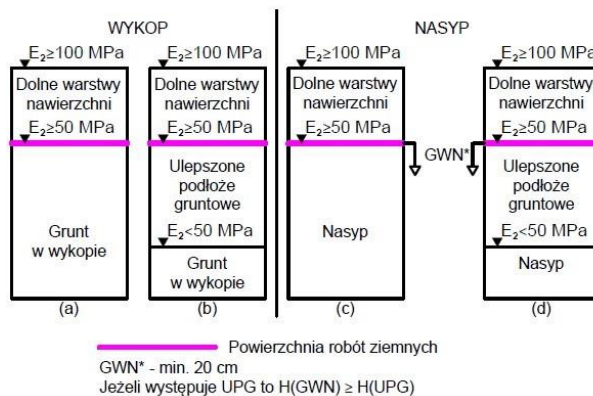 WYKOP
NASYP
E₂≥100 MPa
E₂≥100 MPa
E₂≥100 MPa
E₂≥100 MPa
Dolne warstwy
nawierzchni
Dolne warstwy
nawierzchni
Dolne warstwy
nawierzchni
Dolne warstwy
nawierzchni
E₂≥50 MPa
E₂≥50 MPa
E₂≥50 MPa
E₂≥50 MPa
GWN*
Grunt
w wykopie
Ulepszone
podłoże
gruntowe
E₂<50 MPa
Grunt
w wykopie
Nasyp
Ulepszone
podłoże
gruntowe
E₂<50 MPa
Nasyp
(a)
(b)
(c)
(d)
Powierzchnia robót ziemnych
GWN* - min. 20 cm
Jeżeli występuje UPG to H(GWN) ≥ H(UPG)